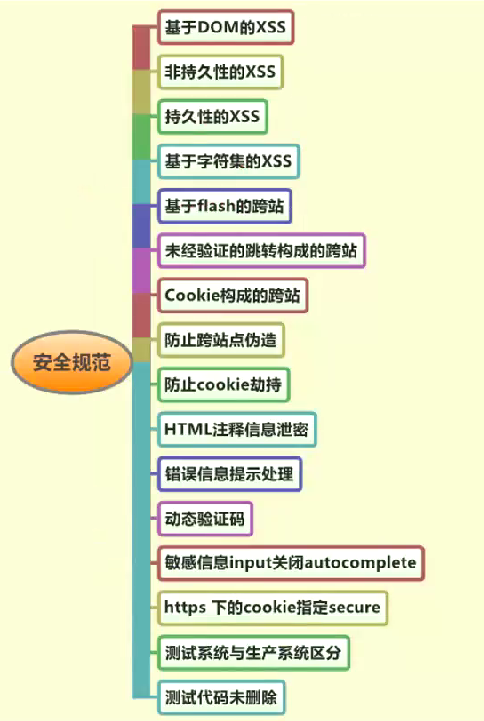 基于DOM的XSS
非持久性的XSS
持久性的XSS
基于字符集的XSS
基于flash的跨站
未经验证的跳转构成的跨站
Cookie构成的跨站
安全规范
防止跨站点伪造
防止cookie劫持
HTML注释信息泄密
错误信息提示处理
动态验证码
敏感信息input关闭autocomplete
https 下的cookie指定secure
测试系统与生产系统区分
测试代码未删除